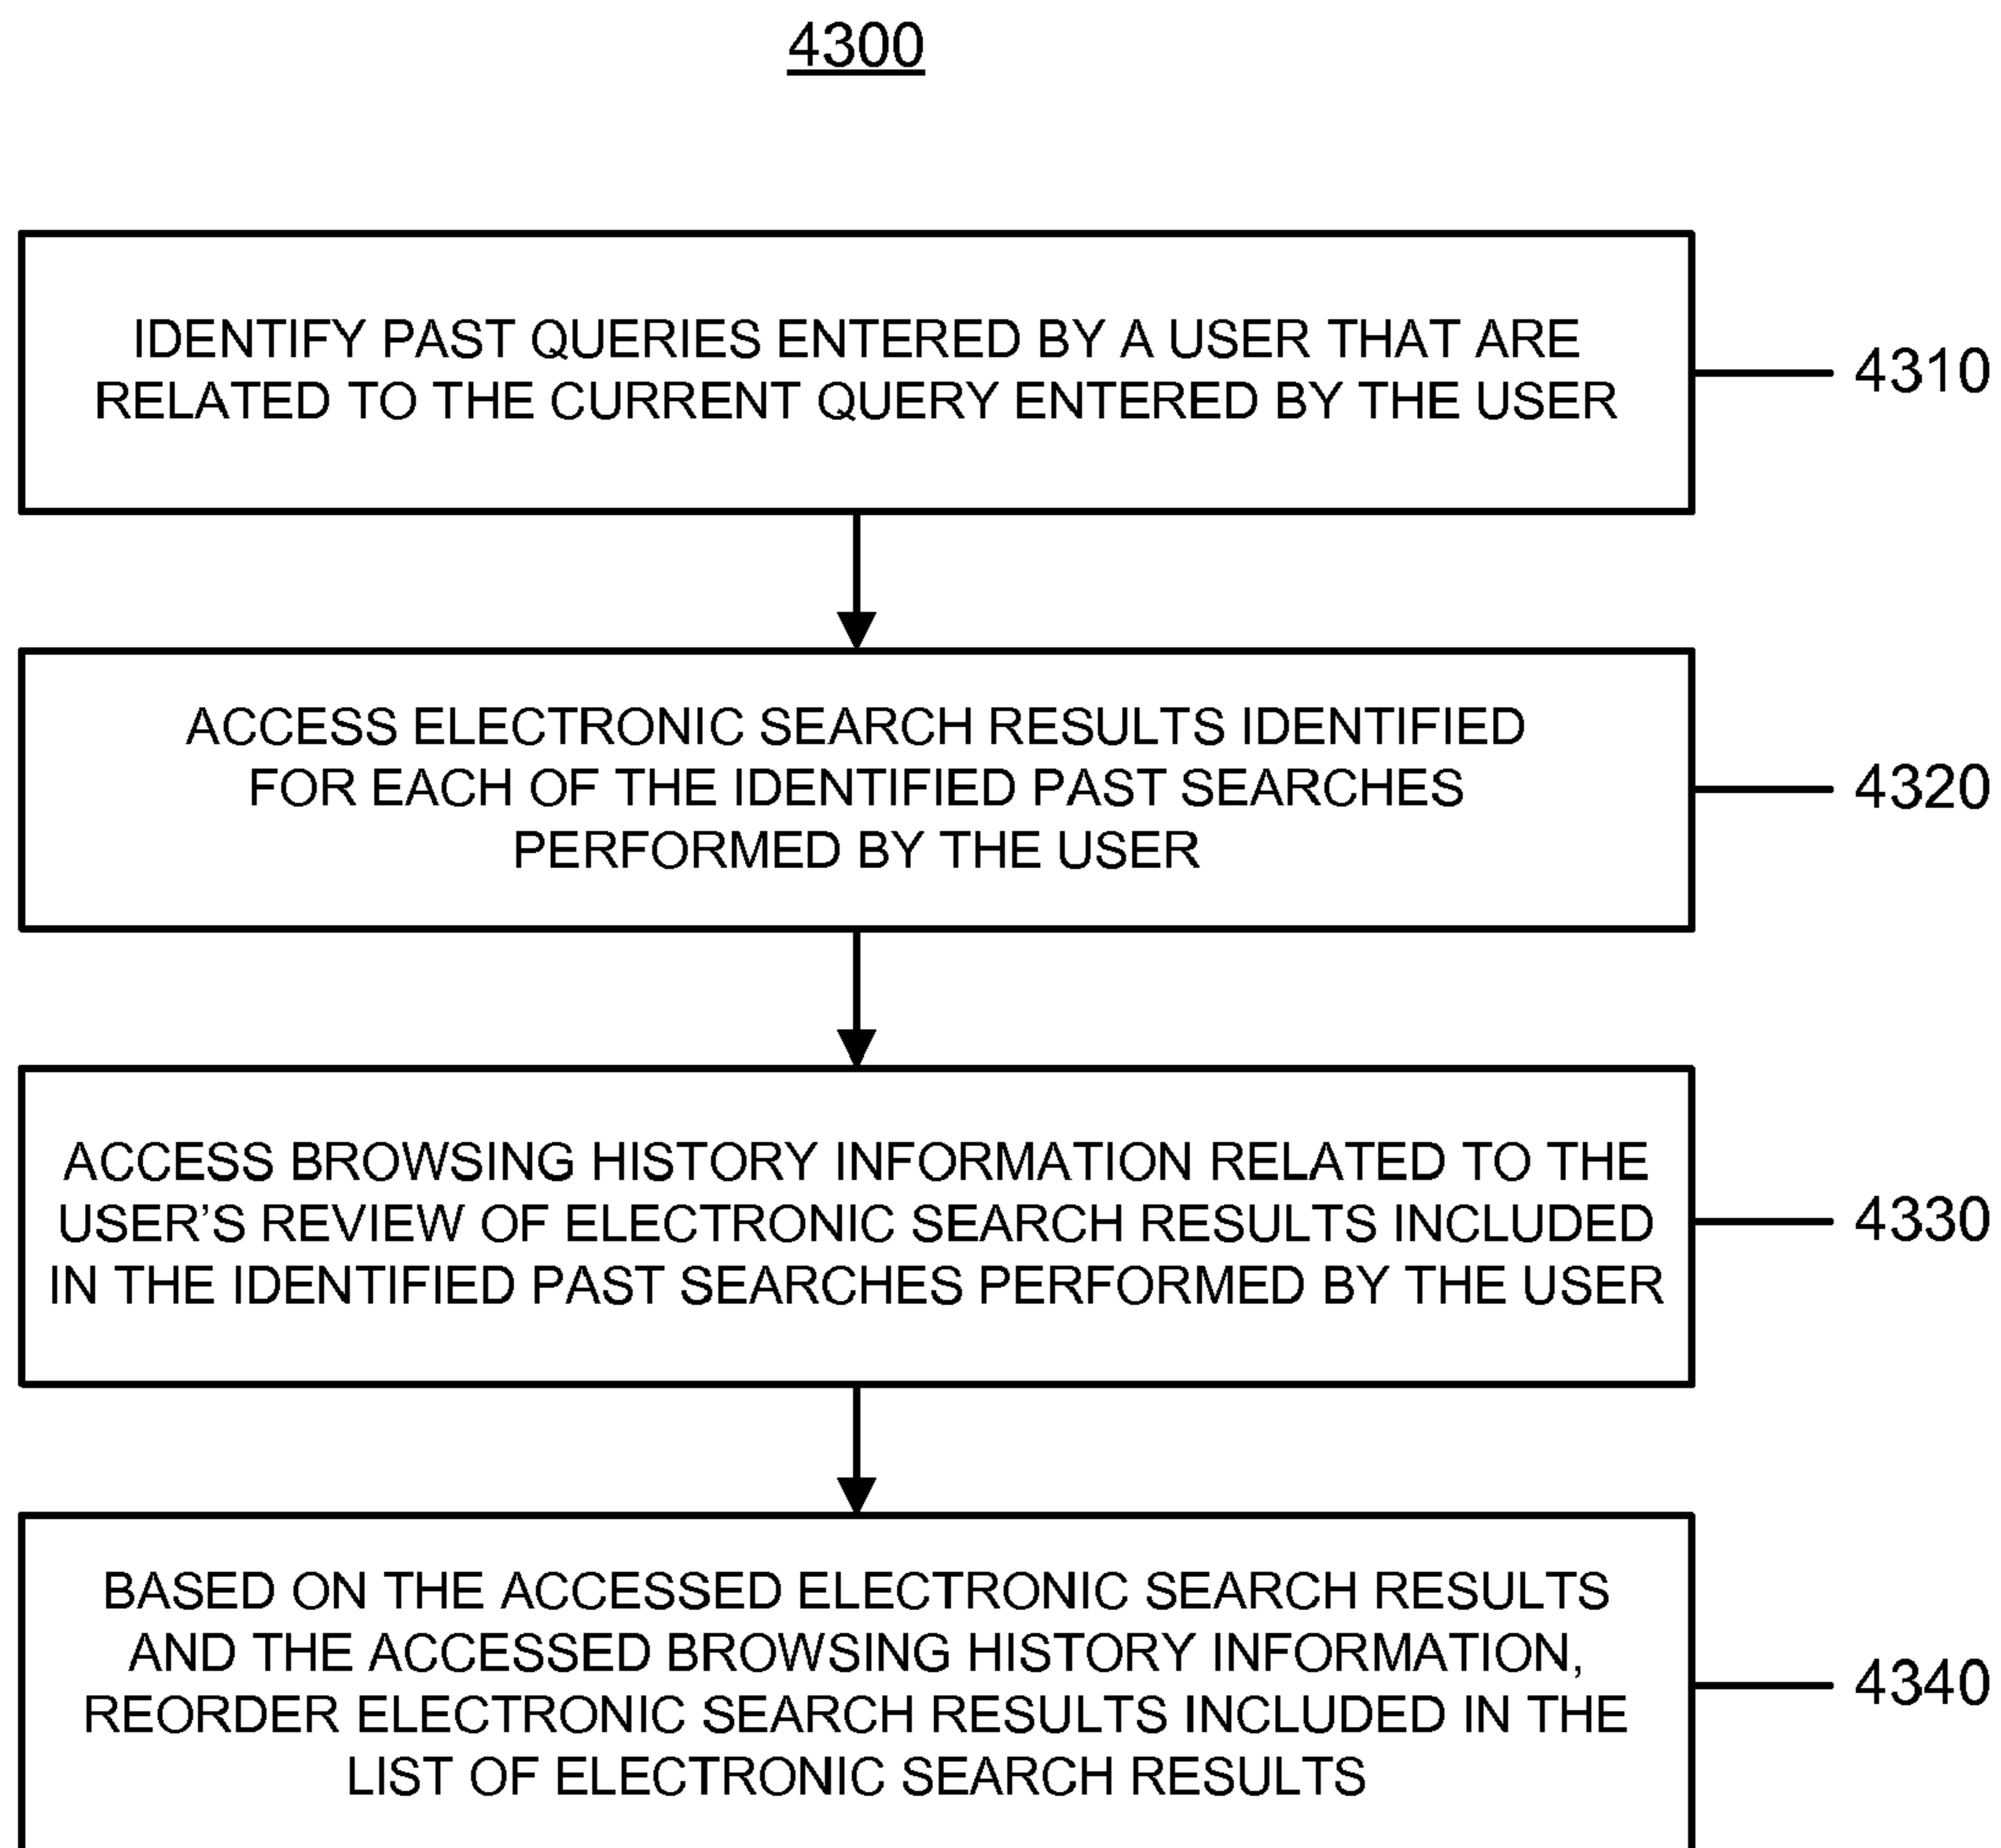 4300
IDENTIFY PAST QUERIES ENTERED BY A USER THAT ARE
RELATED TO THE CURRENT QUERY ENTERED BY THE USER
4310
ACCESS ELECTRONIC SEARCH RESULTS IDENTIFIED
FOR EACH OF THE IDENTIFIED PAST SEARCHES
PERFORMED BY THE USER
4320
ACCESS BROWSING HISTORY INFORMATION RELATED TO THE
USER’S REVIEW OF ELECTRONIC SEARCH RESULTS INCLUDED
IN THE IDENTIFIED PAST SEARCHES PERFORMED BY THE USER
4330
BASED ON THE ACCESSED ELECTRONIC SEARCH RESULTS
AND THE ACCESSED BROWSING HISTORY INFORMATION,
REORDER ELECTRONIC SEARCH RESULTS INCLUDED IN THE
LIST OF ELECTRONIC SEARCH RESULTS
4340